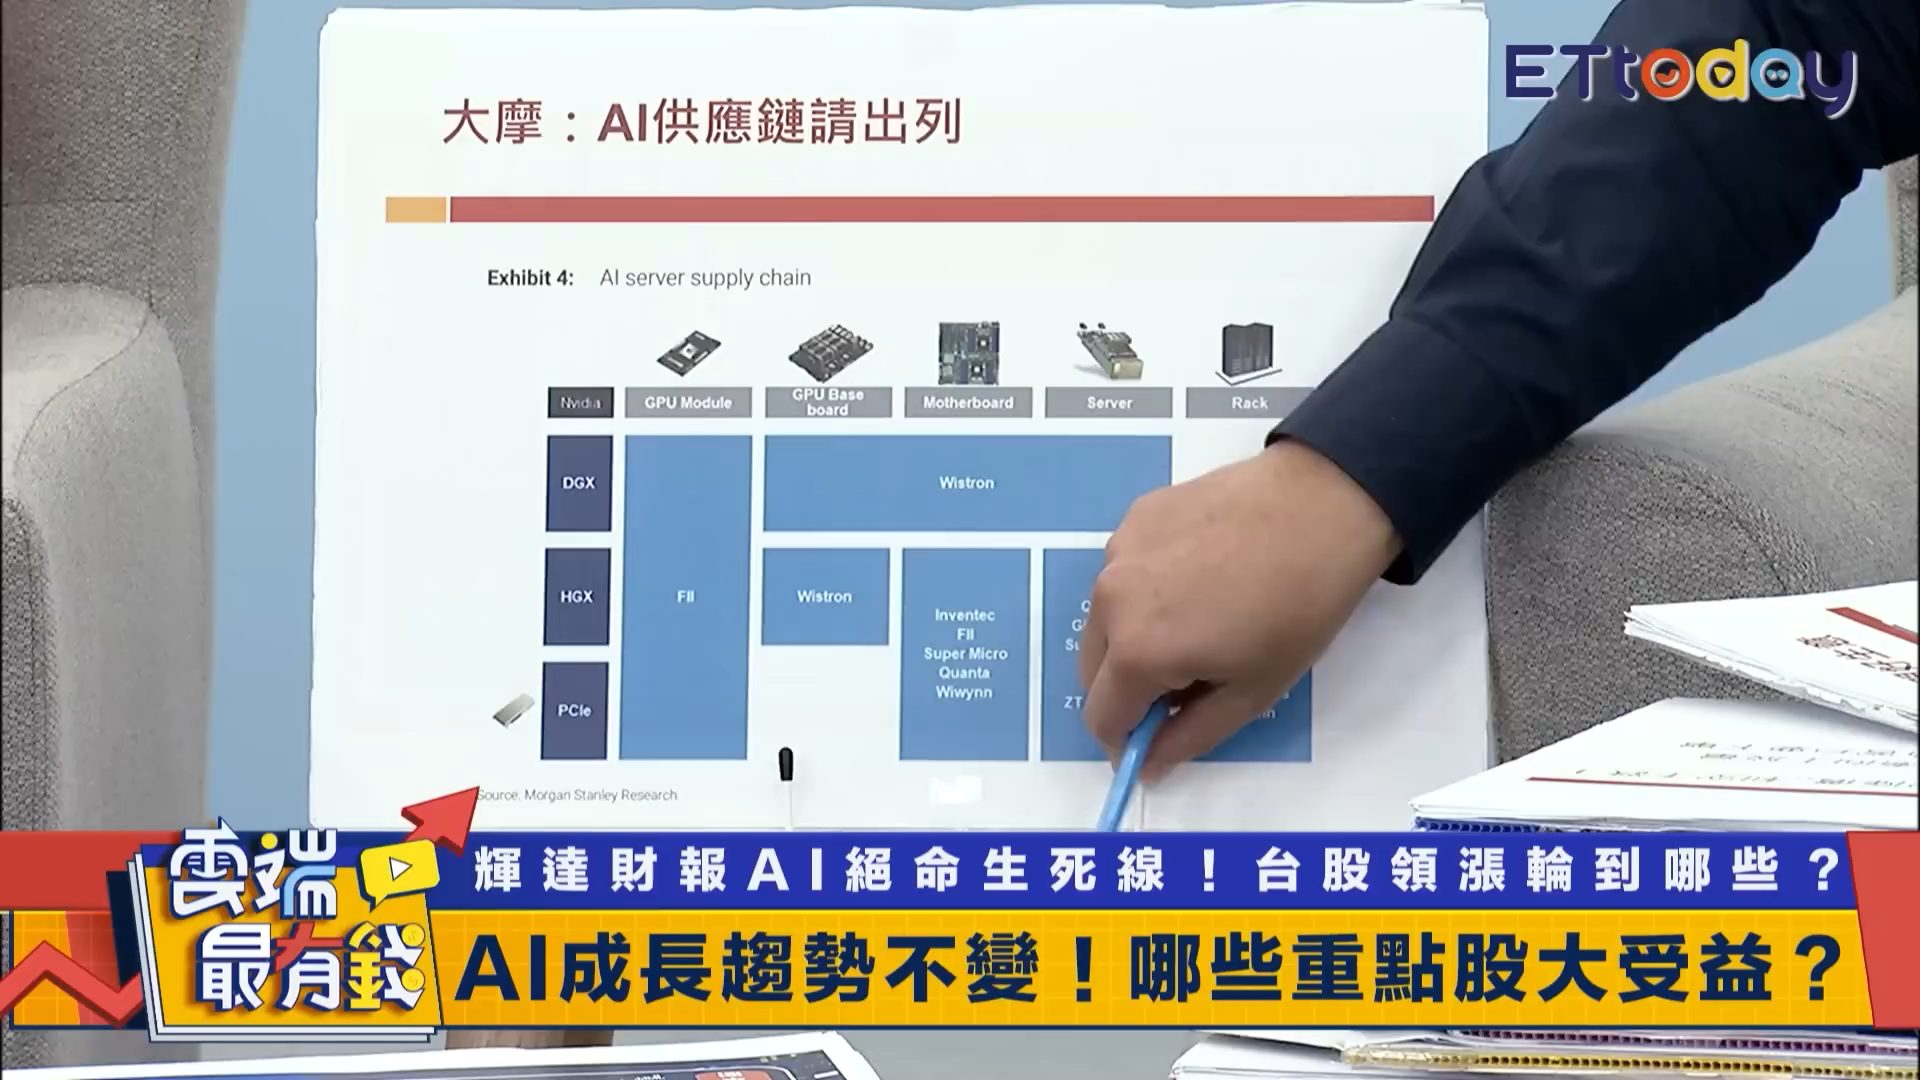 ETtoday
大摩：AI供應鏈請出列
Exhibit 4: AI server supply chain
Nvidia
GPU Module
GPU Base
board
Motherboard
Server
Rack
DGX
Wistron
HGX
FII
Wistron
Inventec
FII
Super Micro
Quanta
Wiwynn
ZT
PCIe
Source: Morgan Stanley Research
雲端
最有錢
輝達財報AI絕命生死線！台股領漲輪到哪些？
AI成長趨勢不變！哪些重點股大受益？